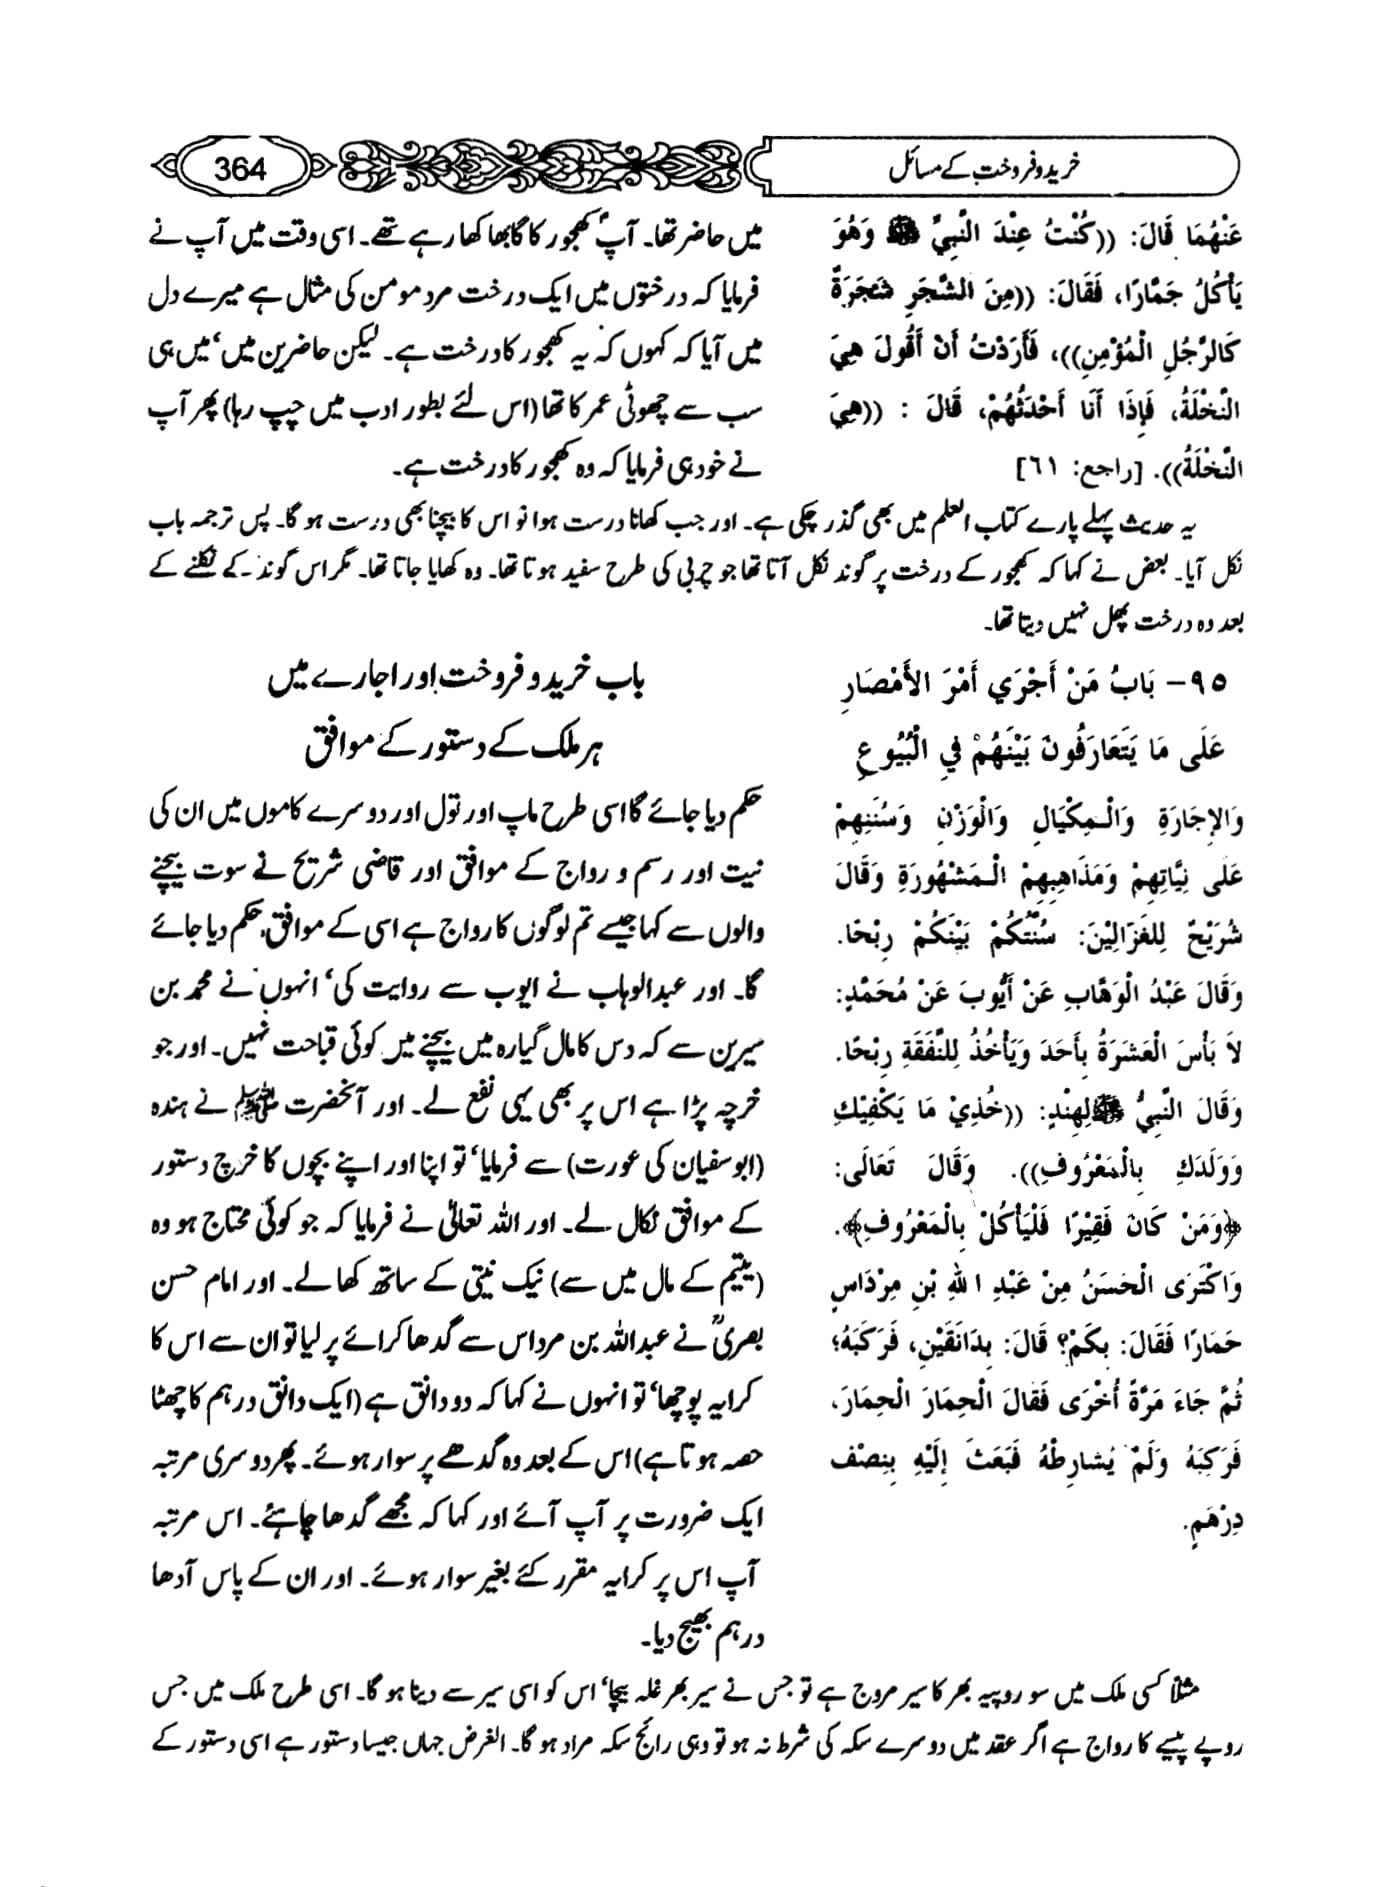 خرید و فروخت کے مسائل
364
عَنْهُمَا قَالَ: ((كُنْتُ عِنْدَ النَّبِيِّ ﷺ وَهُوَ
يَأْكُلُ جَمَّارًا، فَقَالَ: ((مِنَ الشَّجَرِ شَجَرَةٌ
كَالرَّجُلِ الْمُؤْمِنِ))، فَأَرَدْتُ أَنْ أَقُولَ هِيَ
النَّخْلَةُ، فَإِذَا أَنَا أَحْدَثُهُمْ، قَالَ : ((هِيَ
النَّخْلَةُ)). [راجع: ٦١]
میں حاضر تھا۔ آپؐ کھجور کا گابھا کھا رہے تھے۔ اسی وقت میں آپ نے
فرمایا کہ درختوں میں ایک درخت مرد مومن کی مثال ہے میرے دل
میں آیا کہ کہوں کہ یہ کھجور کا درخت ہے۔ لیکن حاضرین میں' میں ہی
سب سے چھوٹی عمر کا تھا (اس لئے بطور ادب میں چپ رہا) پھر آپ
نے خود ہی فرمایا کہ وہ کھجور کا درخت ہے۔
یہ حدیث پہلے پارے کتاب العلم میں بھی گذر چکی ہے۔ اور جب کھانا درست ہوا تو اس کا بیچنا بھی درست ہو گا۔ پس ترجمہ باب
نکل آیا۔ بعض نے کہا کہ کھجور کے درخت پر گوند نکل آتا تھا جو چربی کی طرح سفید ہوتا تھا۔ وہ کھایا جاتا تھا۔ مگر اس گوند کے نکلنے کے
بعد وہ درخت پھل نہیں دیتا تھا۔
٩٥- بَابُ مَنْ أَجْرَي أَمْرَ الأَمْصَارِ
عَلَى مَا يَتَعَارَفُونَ بَيْنَهُمْ فِي الْبُيُوعِ
وَالإِجَارَةِ وَالْمِكْيَالِ وَالْوَزْنِ وَسُنَنِهِمْ
عَلَى نِيَّاتِهِمْ وَمَذَاهِبِهِمْ الْمَشْهُورَةِ وَقَالَ
شُرَيْحٌ لِلغَزَالِيْنَ: سُنَّتُكُمْ بَيْنَكُمْ رِبْحًا.
وَقَالَ عَبْدُ الْوَهَّابِ عَنْ أَيُّوبَ عَنْ مُحَمَّدٍ:
لاَ بَأْسَ الْعَشَرَةُ بِأَحَدَ وَيَأْخُذُ لِلنَّفَقَةِ رِبْحًا.
وَقَالَ النَّبِيُّ ﷺ لِهِنْدٍ: ((خُذِيْ مَا يَكْفِيْكِ
وَوَلَدَكِ بِالْمَعْرُوفِ)). وَقَالَ تَعَالَى:
﴿وَمَنْ كَانَ فَقِيْرًا فَلْيَأْكُلْ بِالْمَعْرُوفِ﴾.
وَاكْتَرَى الْحَسَنُ مِنْ عَبْدِ اللهِ بْنِ مِرْدَاسٍ
حَمَارًا فَقَالَ: بِكَمْ؟ قَالَ: بِدَانَقَيْنِ، فَرَكِبَهُ؛
ثُمَّ جَاءَ مَرَّةً أُخْرَى فَقَالَ الْحِمَارَ الْحِمَارَ،
فَرَكِبَهُ وَلَمْ يُشَارِطْهُ فَبَعَثَ إِلَيْهِ بِنِصْف
دِرْهَمٍ.
باب خرید و فروخت اور اجارے میں
ہر ملک کے دستور کے موافق
حکم دیا جائے گا اسی طرح ماپ اور تول اور دوسرے کاموں میں ان کی
نیت اور رسم و رواج کے موافق اور قاضی شریح نے سوت بیچنے
والوں سے کہا جیسے تم لوگوں کا رواج ہے اسی کے موافق حکم دیا جائے
گا۔ اور عبدالوہاب نے ایوب سے روایت کی' انہوں نے محمد بن
سیرین سے کہ دس کا مال گیارہ میں بیچنے میں کوئی قباحت نہیں۔ اور جو
خرچہ پڑا ہے اس پر بھی یہی نفع لے۔ اور آنحضرت ﷺ نے ہندہ
(ابو سفیان کی عورت) سے فرمایا' تو اپنا اور اپنے بچوں کا خرچ دستور
کے موافق نکال لے۔ اور اللہ تعالیٰ نے فرمایا کہ جو کوئی محتاج ہو وہ
(یتیم کے مال میں سے) نیک نیتی کے ساتھ کھا لے۔ اور امام حسن
بصریؒ نے عبداللہ بن مرداس سے گدھا کرائے پر لیا تو ان سے اس کا
کرایہ پوچھا' تو انہوں نے کہا کہ دو دانق ہے (ایک دانق درہم کا چھٹا
حصہ ہوتا ہے) اس کے بعد وہ گدھے پر سوار ہوئے۔ پھر دوسری مرتبہ
ایک ضرورت پر آپ آئے اور کہا کہ مجھے گدھا چاہئے۔ اس مرتبہ
آپ اس پر کرایہ مقرر کئے بغیر سوار ہوئے۔ اور ان کے پاس آدھا
درہم بھیج دیا۔
مثلاً کسی ملک میں سو روپیہ بھر کا سیر مروج ہے تو جس نے سیر بھر غلہ بیچا' اس کو اسی سیر سے دینا ہو گا۔ اسی طرح ملک میں جس
روپے پیسے کا رواج ہے اگر عقد میں دوسرے سکہ کی شرط نہ ہو تو وہی رائج سکہ مراد ہو گا۔ الغرض جہاں جیسا دستور ہے اسی دستور کے